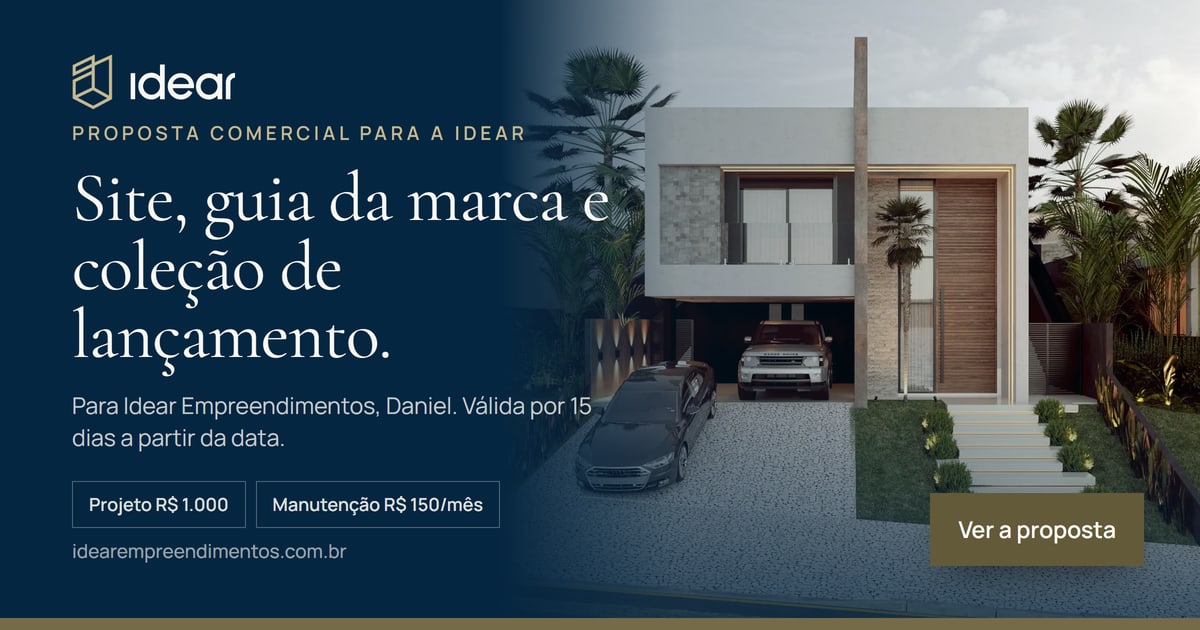 idear
PROPOSTA COMERCIAL PARA A IDEAR
Site, guia da marca e
coleção de
lançamento.
Para Idear Empreendimentos, Daniel. Válida por 15
dias a partir da data.
Projeto R$ 1.000
Manutenção R$ 150/mês
idearempreendimentos.com.br
Ver a proposta